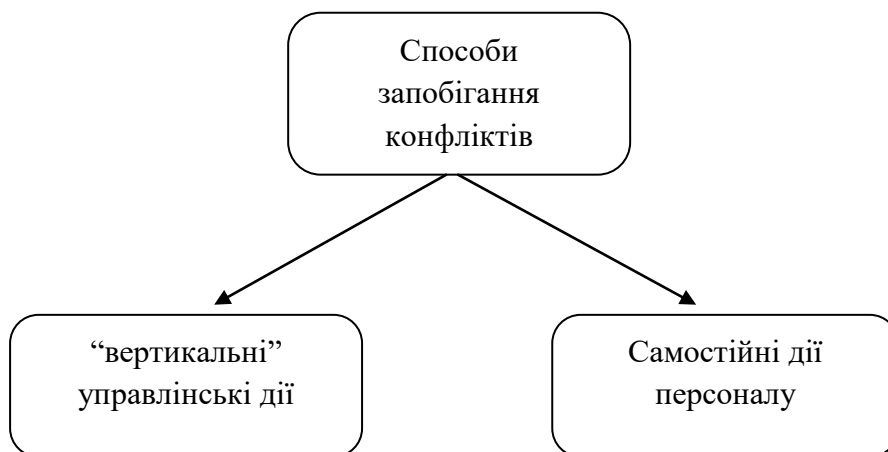 Способи
запобігання
конфліктів
“вертикальні”
управлінські дії
Самостійні дії
персоналу